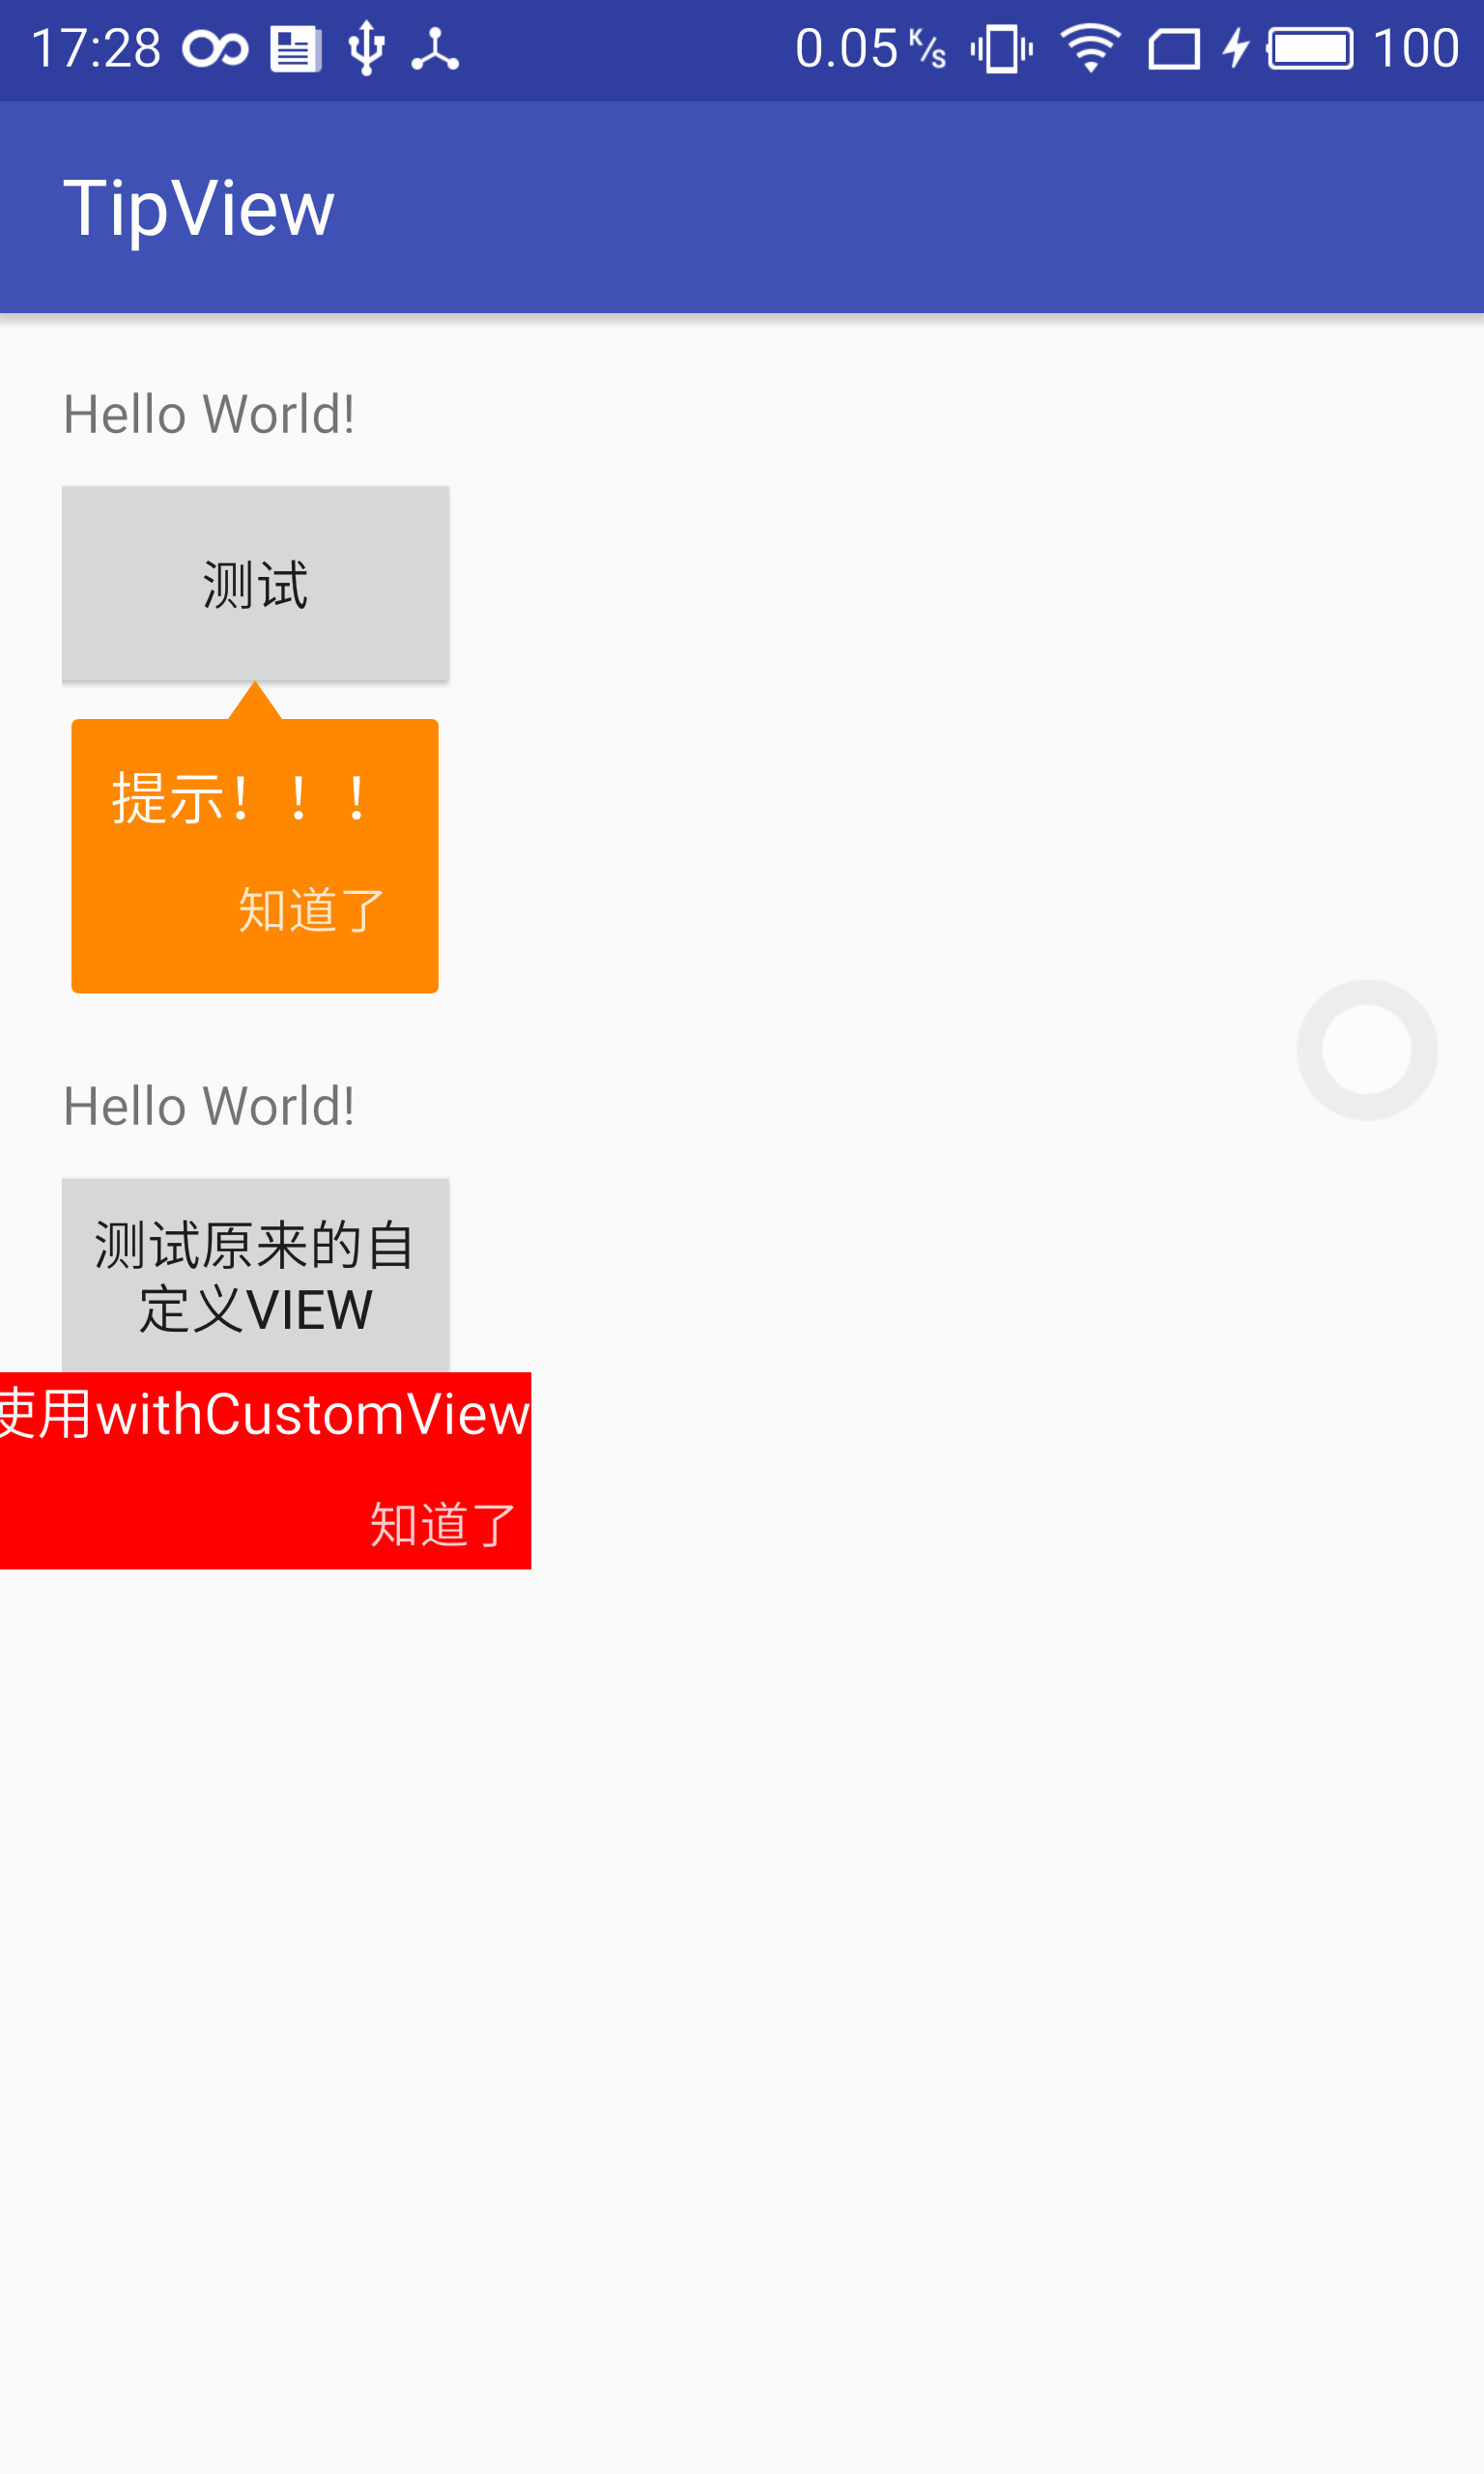 17:28 0.05 K/s 100
TipView
Hello World!
测试
提示！！！
知道了
Hello World!
测试原来的自
定义VIEW
使用withCustomView
知道了